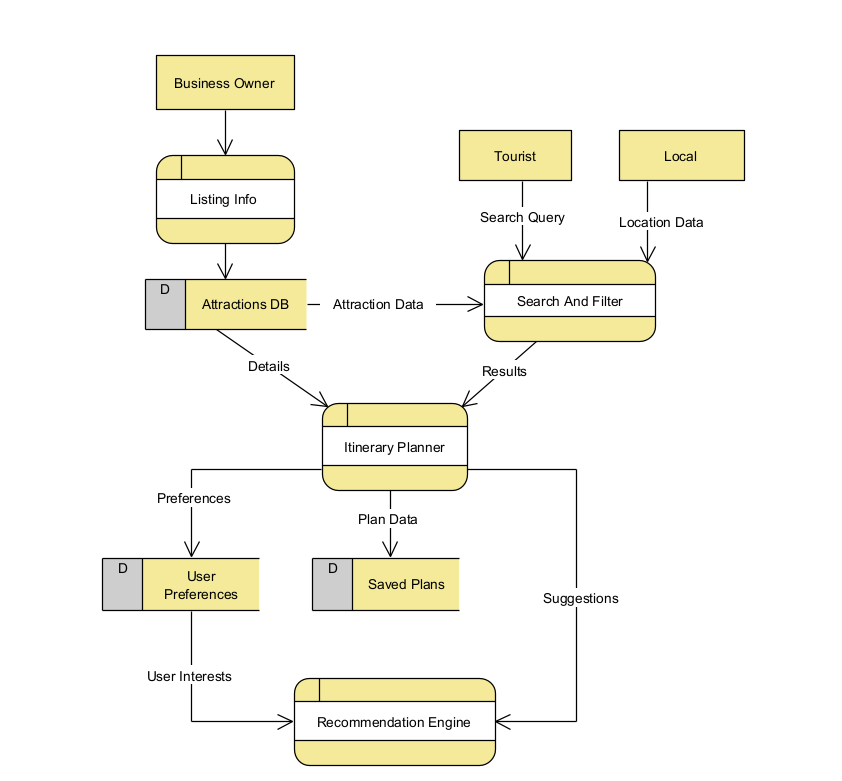 Business Owner
Tourist
Local
Listing Info
Search Query
Location Data
D
Attractions DB
Attraction Data
Search And Filter
Details
Results
Itinerary Planner
Preferences
Plan Data
D
User
Preferences
D
Saved Plans
Suggestions
User Interests
Recommendation Engine